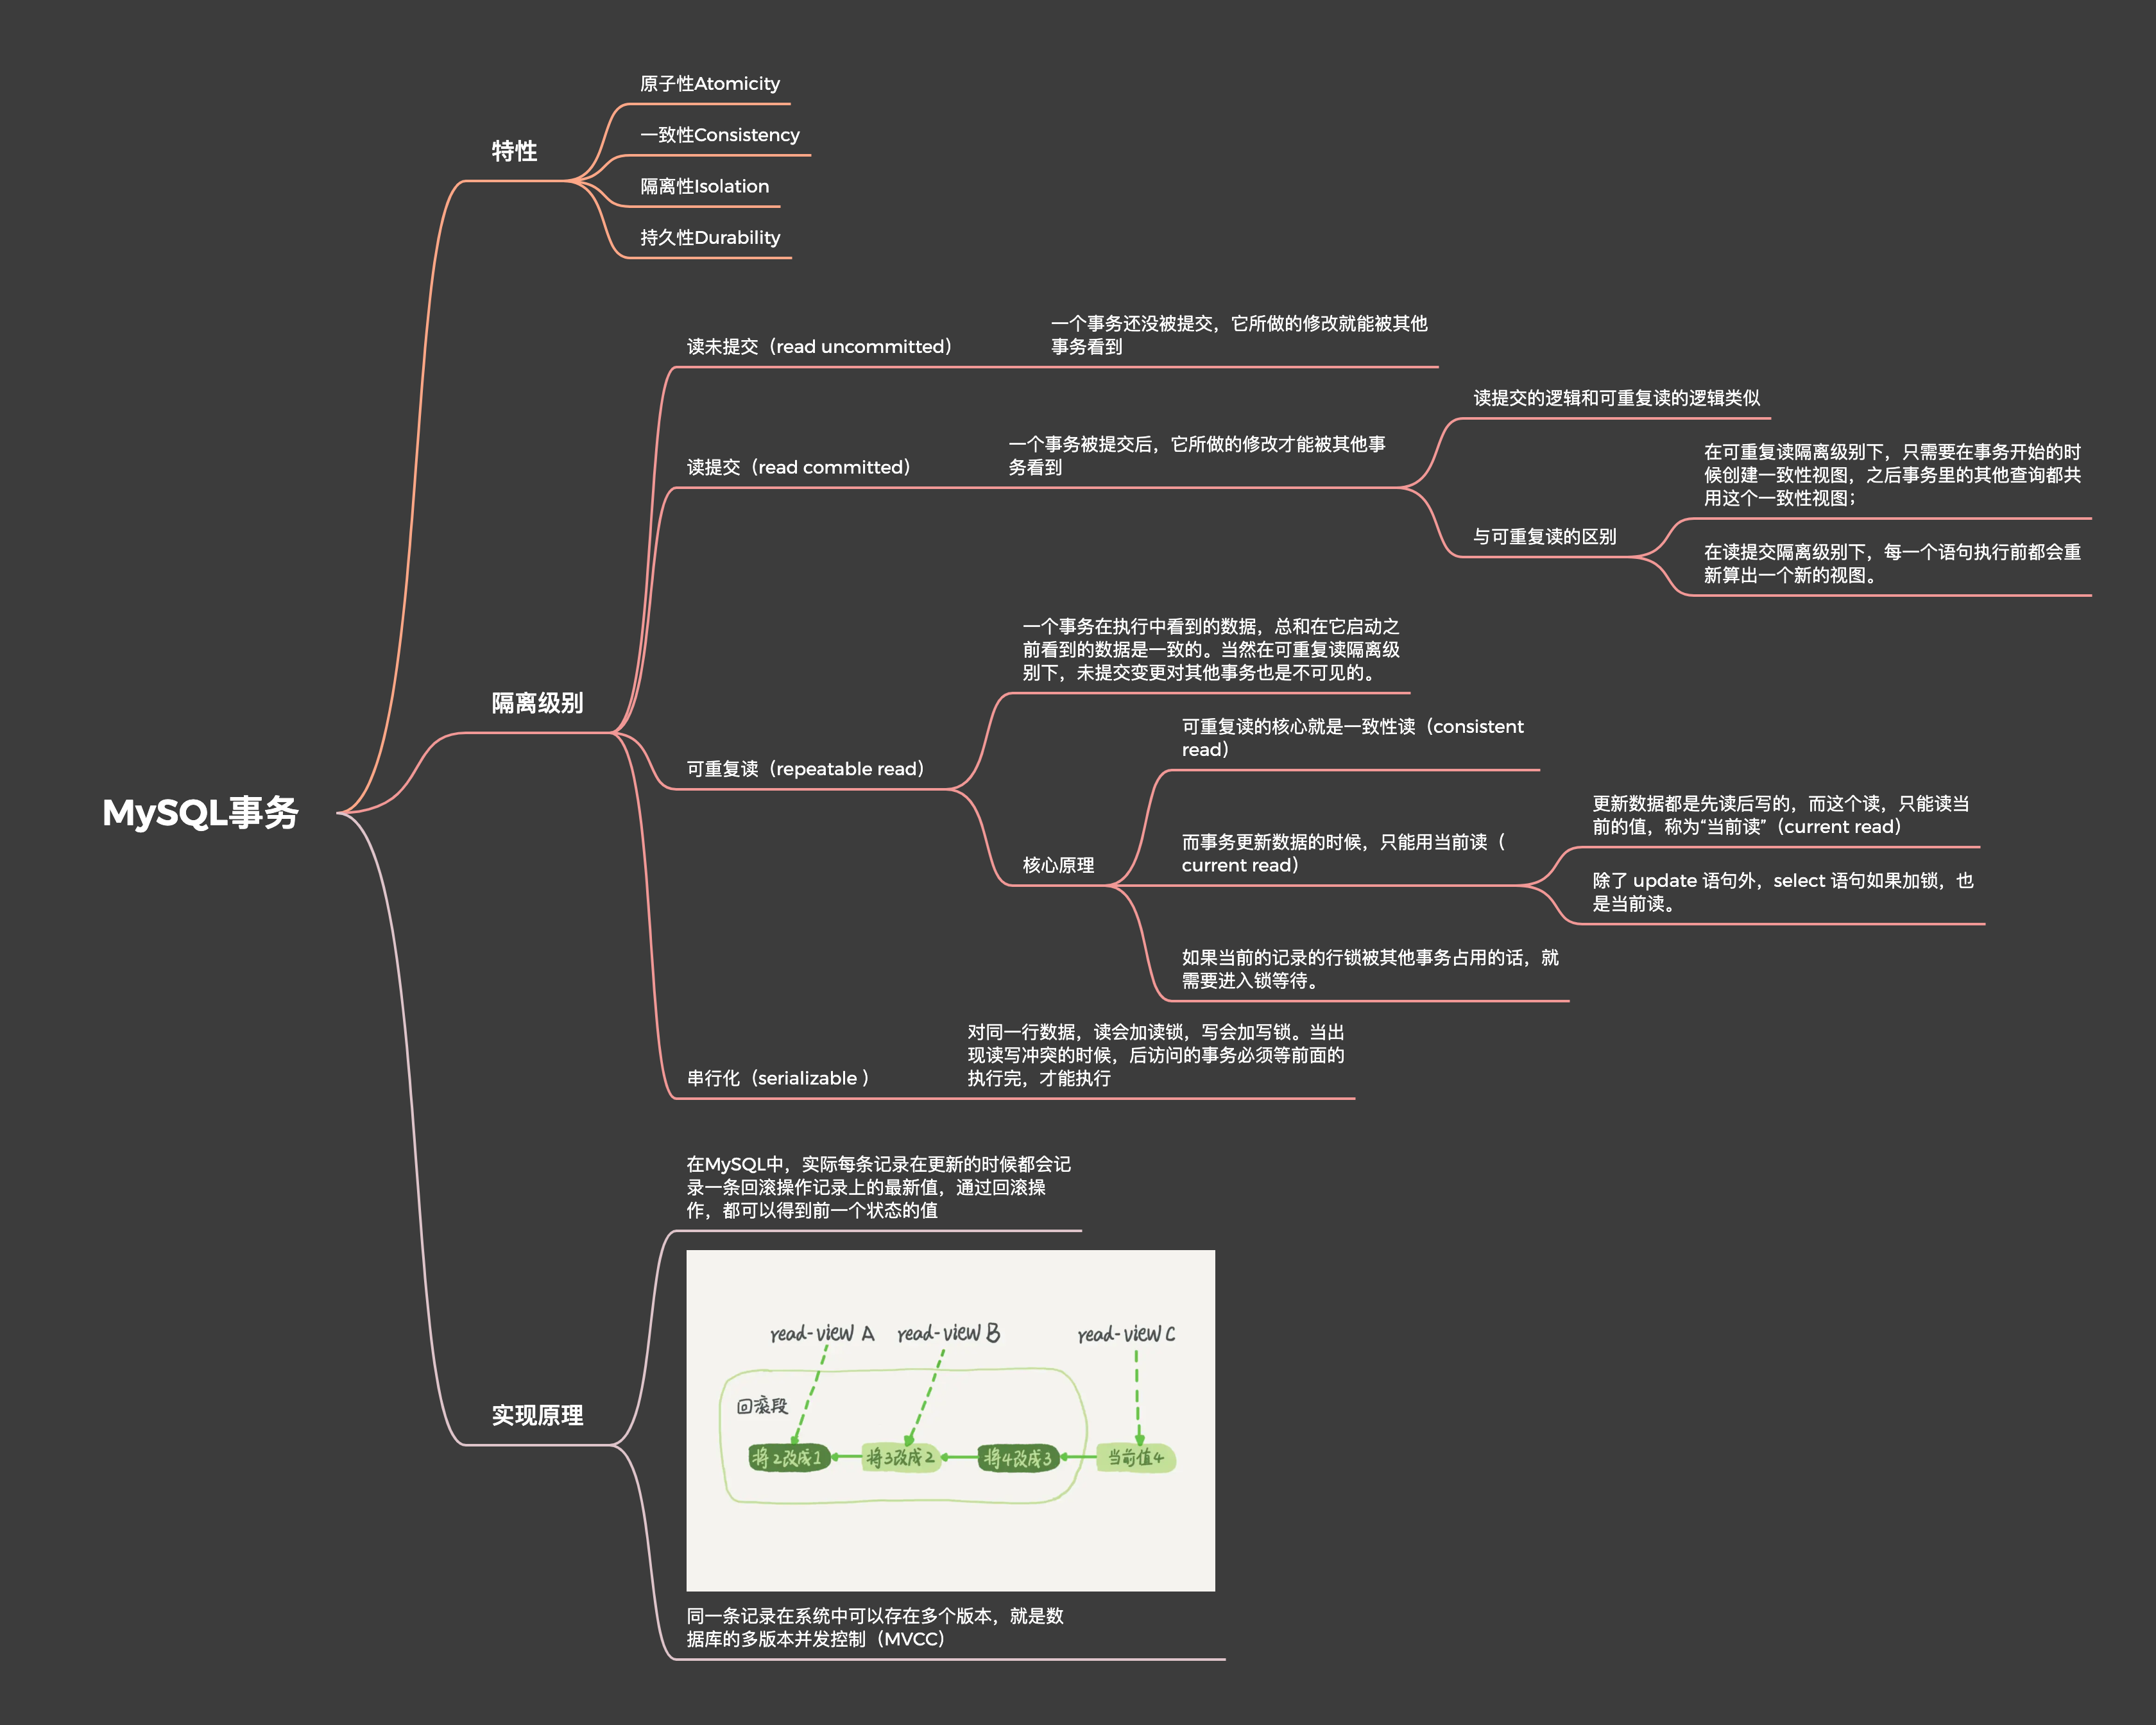 原子性Atomicity
一致性Consistency
特性
隔离性Isolation
持久性Durability
一个事务还没被提交，它所做的修改就能被其他
读未提交（read uncommitted）
事务看到
读提交的逻辑和可重复读的逻辑类似
一个事务被提交后，它所做的修改才能被其他事
读提交（read committed）
务看到
在可重复读隔离级别下，只需要在事务开始的时
候创建一致性视图，之后事务里的其他查询都共
用这个一致性视图；
与可重复读的区别
在读提交隔离级别下，每一个语句执行前都会重
新算出一个新的视图。
一个事务在执行中看到的数据，总和在它启动之
前看到的数据是一致的。当然在可重复读隔离级
别下，未提交变更对其他事务也是不可见的。
隔离级别
可重复读（repeatable read）
可重复读的核心就是一致性读（consistent
read）
MySQL事务
更新数据都是先读后写的，而这个读，只能读当
前的值，称为“当前读”（current read）
而事务更新数据的时候，只能用当前读（
current read）
核心原理
除了 update 语句外，select 语句如果加锁，也
是当前读。
如果当前的记录的行锁被其他事务占用的话，就
需要进入锁等待。
对同一行数据，读会加读锁，写会加写锁。当出
现读写冲突的时候，后访问的事务必须等前面的
串行化（serializable ）
执行完，才能执行
在MySQL中，实际每条记录在更新的时候都会记
录一条回滚操作记录上的最新值，通过回滚操
作，都可以得到前一个状态的值
read-view A
read-view B
read-view C
回滚段
实现原理
将2改成1
将3改成2
将4改成3
当前值4
同一条记录在系统中可以存在多个版本，就是数
据库的多版本并发控制（MVCC）